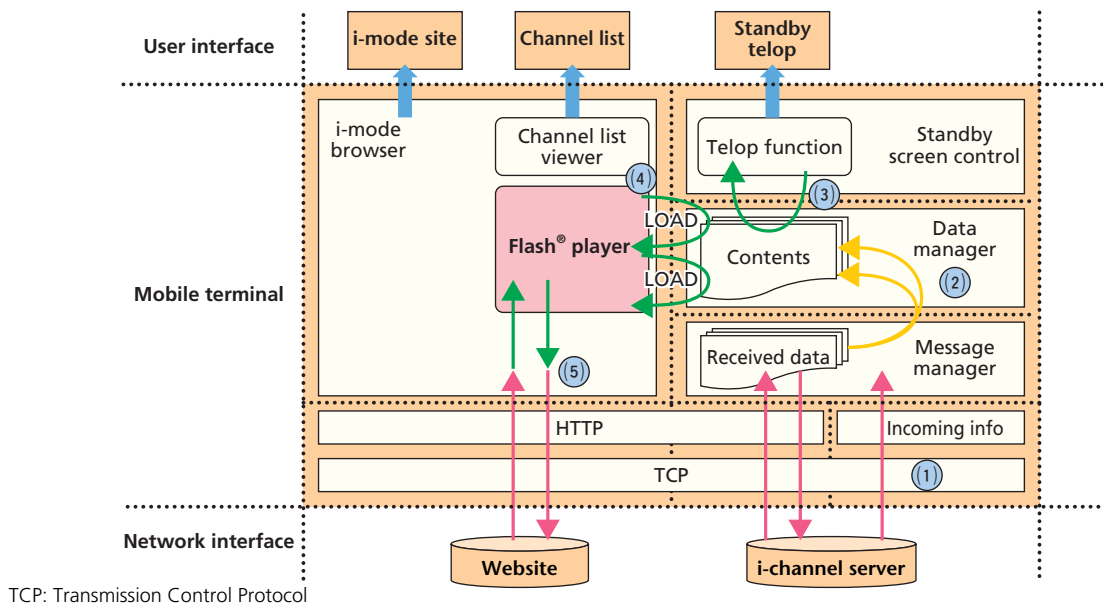 User interface
i-mode site
Channel list
Standby
telop
Mobile terminal
i-mode
browser
Channel list
viewer
(4)
Flash® player
LOAD
LOAD
(5)
Telop function
Standby
screen control
(3)
Contents
Data
manager
(2)
Received data
Message
manager
HTTP
Incoming info
TCP
(1)
Network interface
Website
i-channel server
TCP: Transmission Control Protocol